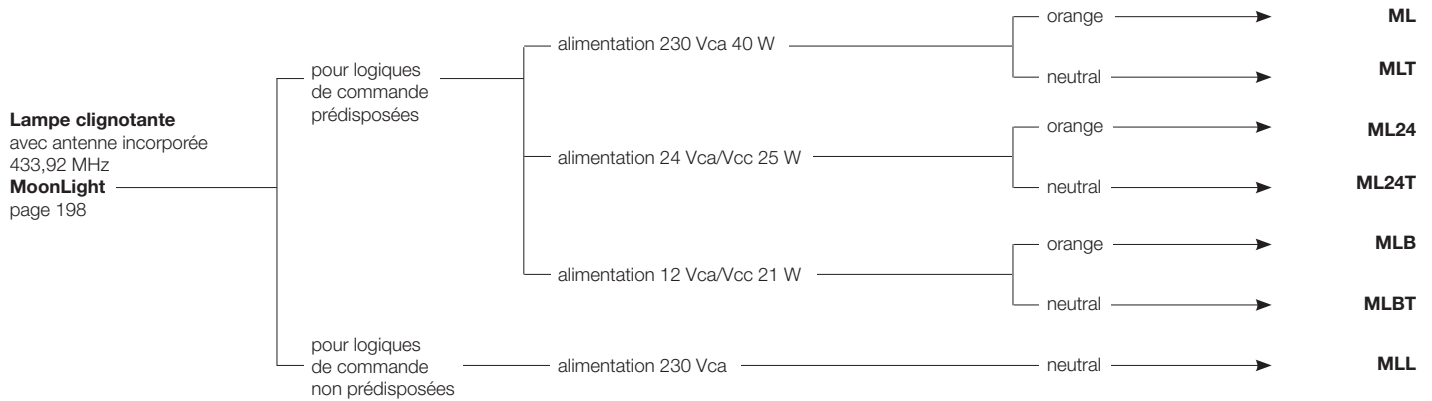 Lampe clignotante
avec antenne incorporée
433,92 MHz
MoonLight
page 198
pour logiques
de commande
prédisposées
alimentation 230 Vca 40 W
orange
ML
neutral
MLT
alimentation 24 Vca/Vcc 25 W
orange
ML24
neutral
ML24T
alimentation 12 Vca/Vcc 21 W
orange
MLB
neutral
MLBT
pour logiques
de commande
non prédisposées
alimentation 230 Vca
neutral
MLL